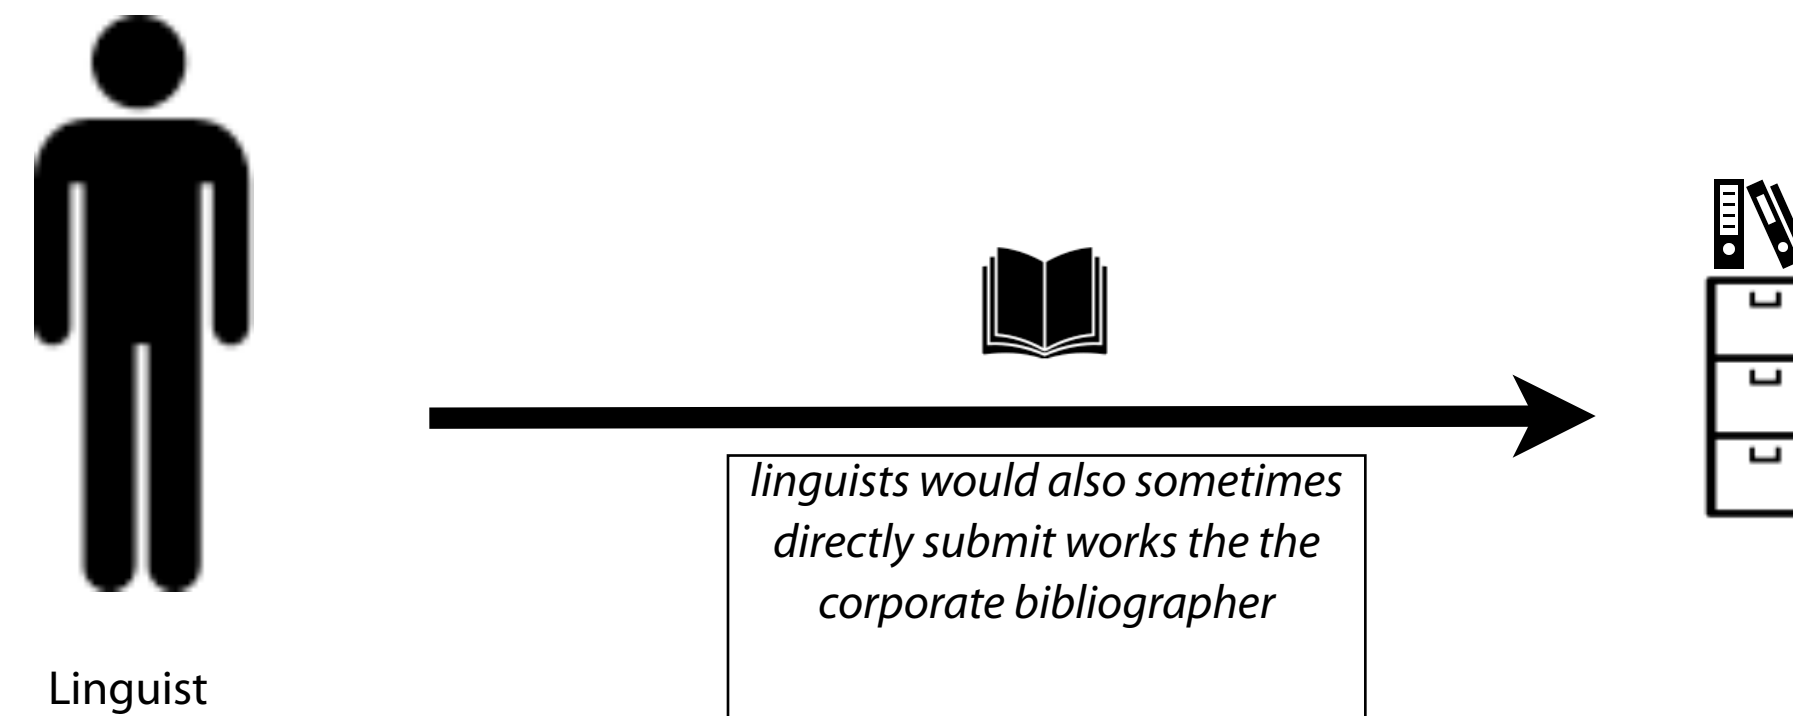 linguists would also sometimes
directly submit works the the
corporate bibliographer
Linguist